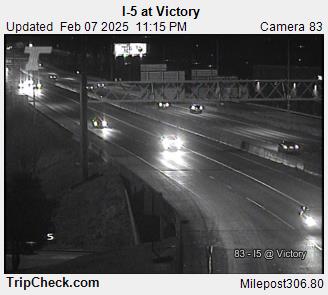 I-5 at Victory
Updated Feb 07 2025 11:15 PM Camera 83
S
83 - I5 @ Victory
TripCheck.com Milepost306.80